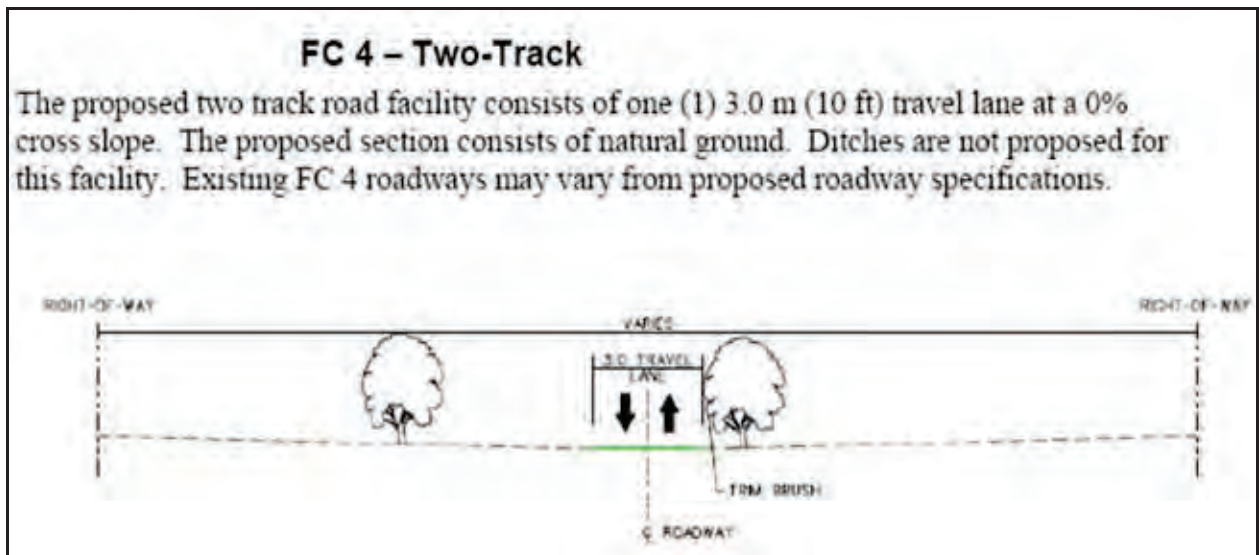 FC 4 – Two-Track
The proposed two track road facility consists of one (1) 3.0 m (10 ft) travel lane at a 0%
cross slope. The proposed section consists of natural ground. Ditches are not proposed for
this facility. Existing FC 4 roadways may vary from proposed roadway specifications.
RIGHT-OF-WAY
RIGHT-OF-WAY
VARIES
3.0 TRAVEL
LANE
TRIM BRUSH
℄ ROADWAY